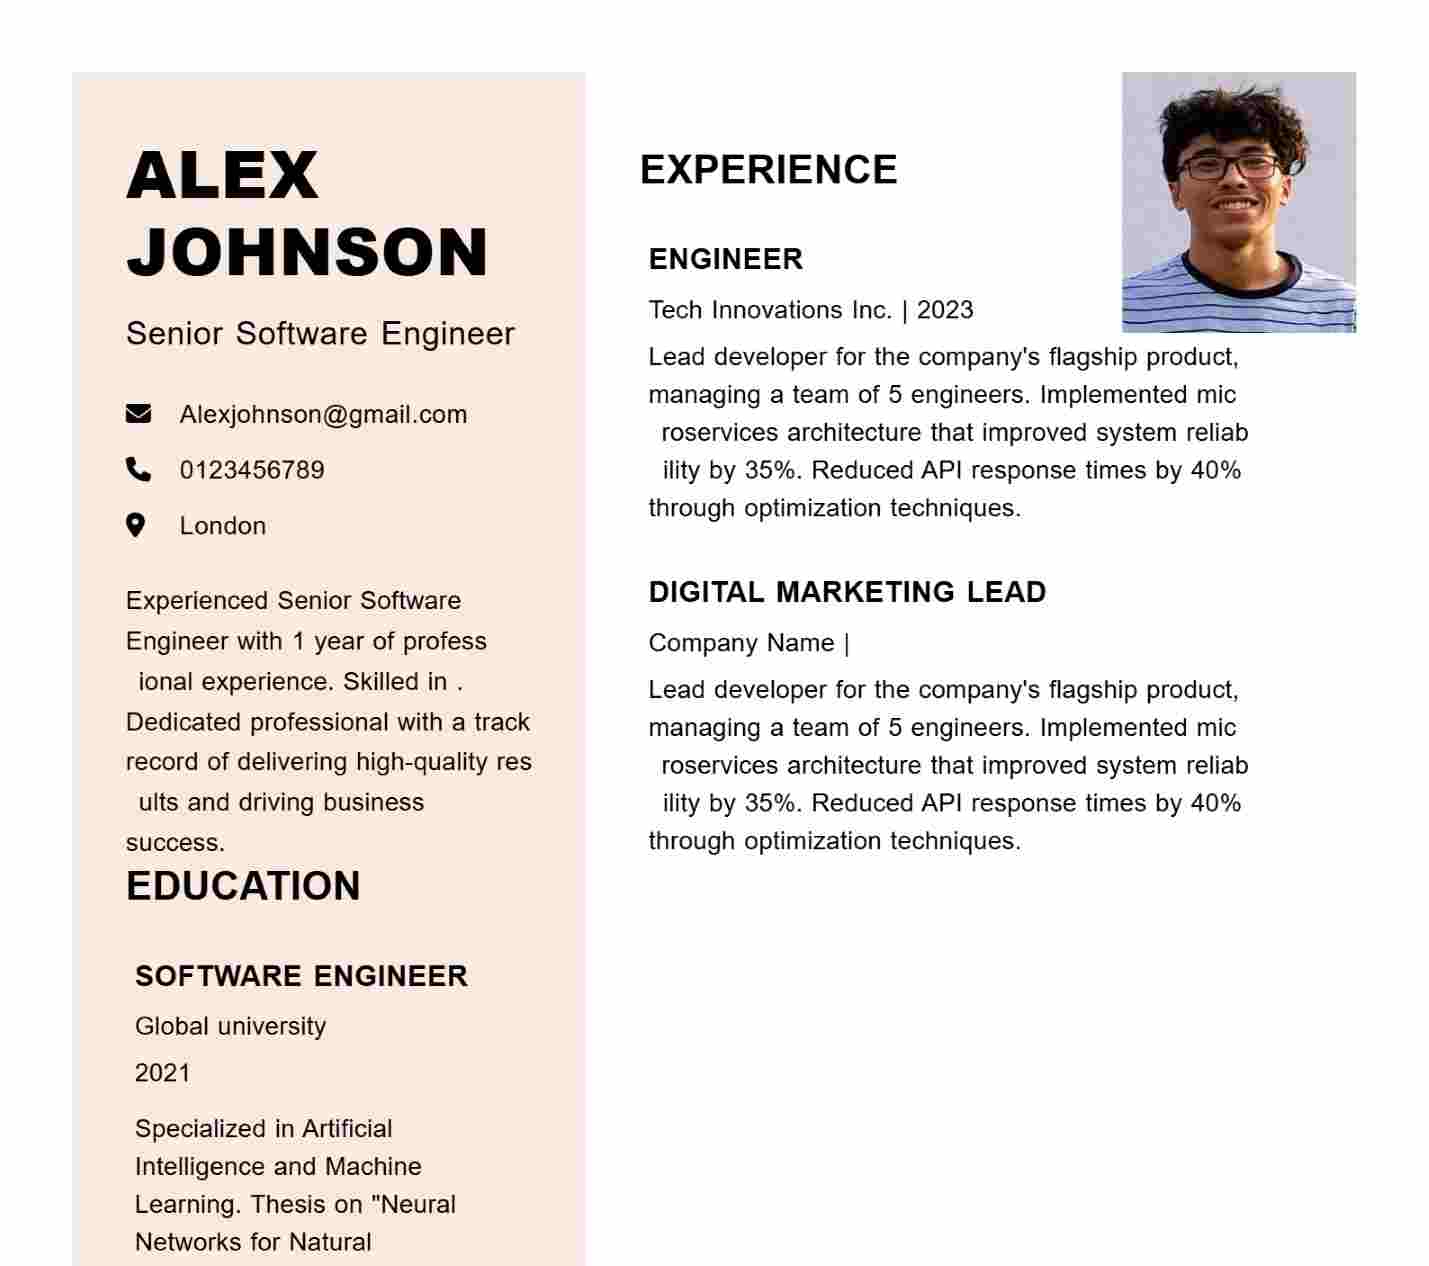 ALEX
JOHNSON
Senior Software Engineer
Alexjohnson@gmail.com
0123456789
London
Experienced Senior Software
Engineer with 1 year of profess
ional experience. Skilled in .
Dedicated professional with a track
record of delivering high-quality res
ults and driving business
success.
EDUCATION
SOFTWARE ENGINEER
Global university
2021
Specialized in Artificial
Intelligence and Machine
Learning. Thesis on "Neural
Networks for Natural
EXPERIENCE
ENGINEER
Tech Innovations Inc. | 2023
Lead developer for the company's flagship product,
managing a team of 5 engineers. Implemented mic
roservices architecture that improved system reliab
ility by 35%. Reduced API response times by 40%
through optimization techniques.
DIGITAL MARKETING LEAD
Company Name |
Lead developer for the company's flagship product,
managing a team of 5 engineers. Implemented mic
roservices architecture that improved system reliab
ility by 35%. Reduced API response times by 40%
through optimization techniques.